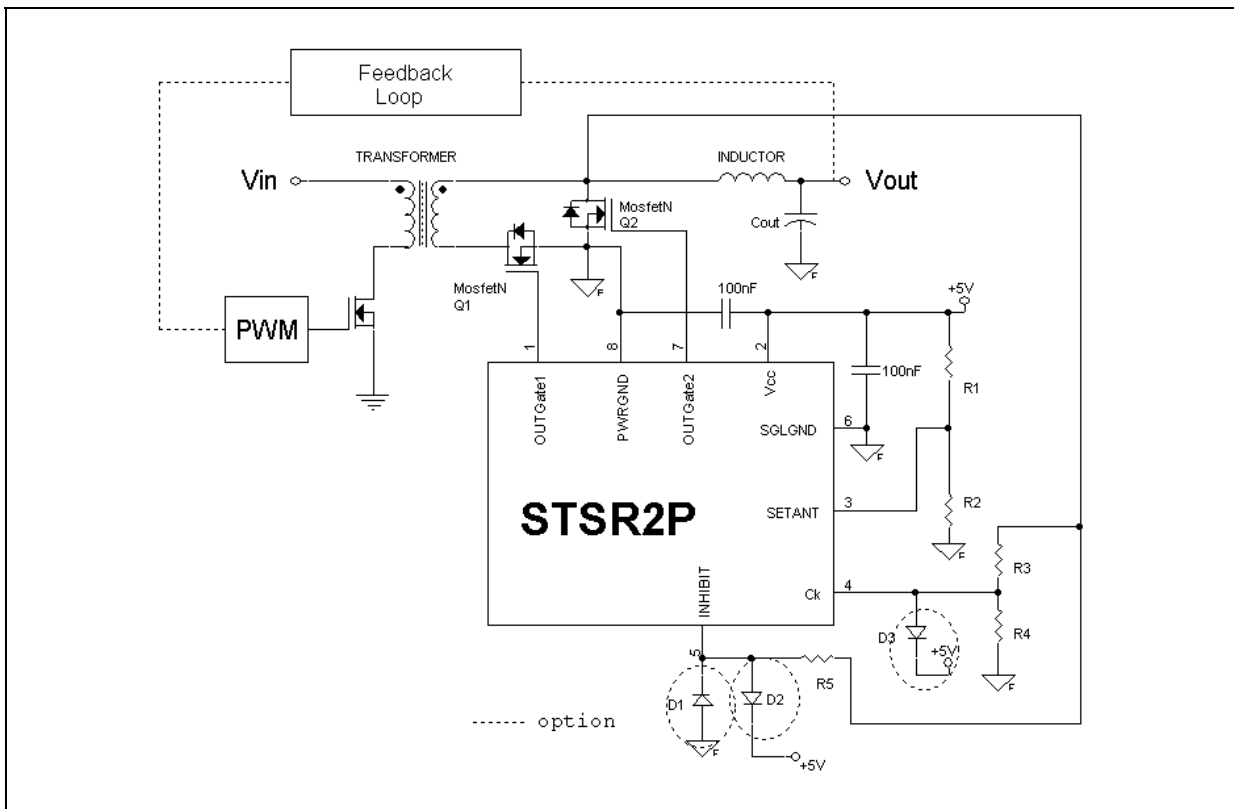 Feedback
Loop
TRANSFORMER
INDUCTOR
Vin
Vout
MosfetN
Q2
Cout
F
F
MosfetN
Q1
100nF
+5V
PWM
1
8
7
2
100nF
R1
OUTGate1
PWRGND
OUTGate2
Vcc
SGLGND
6
F
STSR2P
SETANT
3
R2
F
R3
INHIBIT
Ck
4
D3
+5V
R4
F
5
R5
D1
D2
F
+5V
option